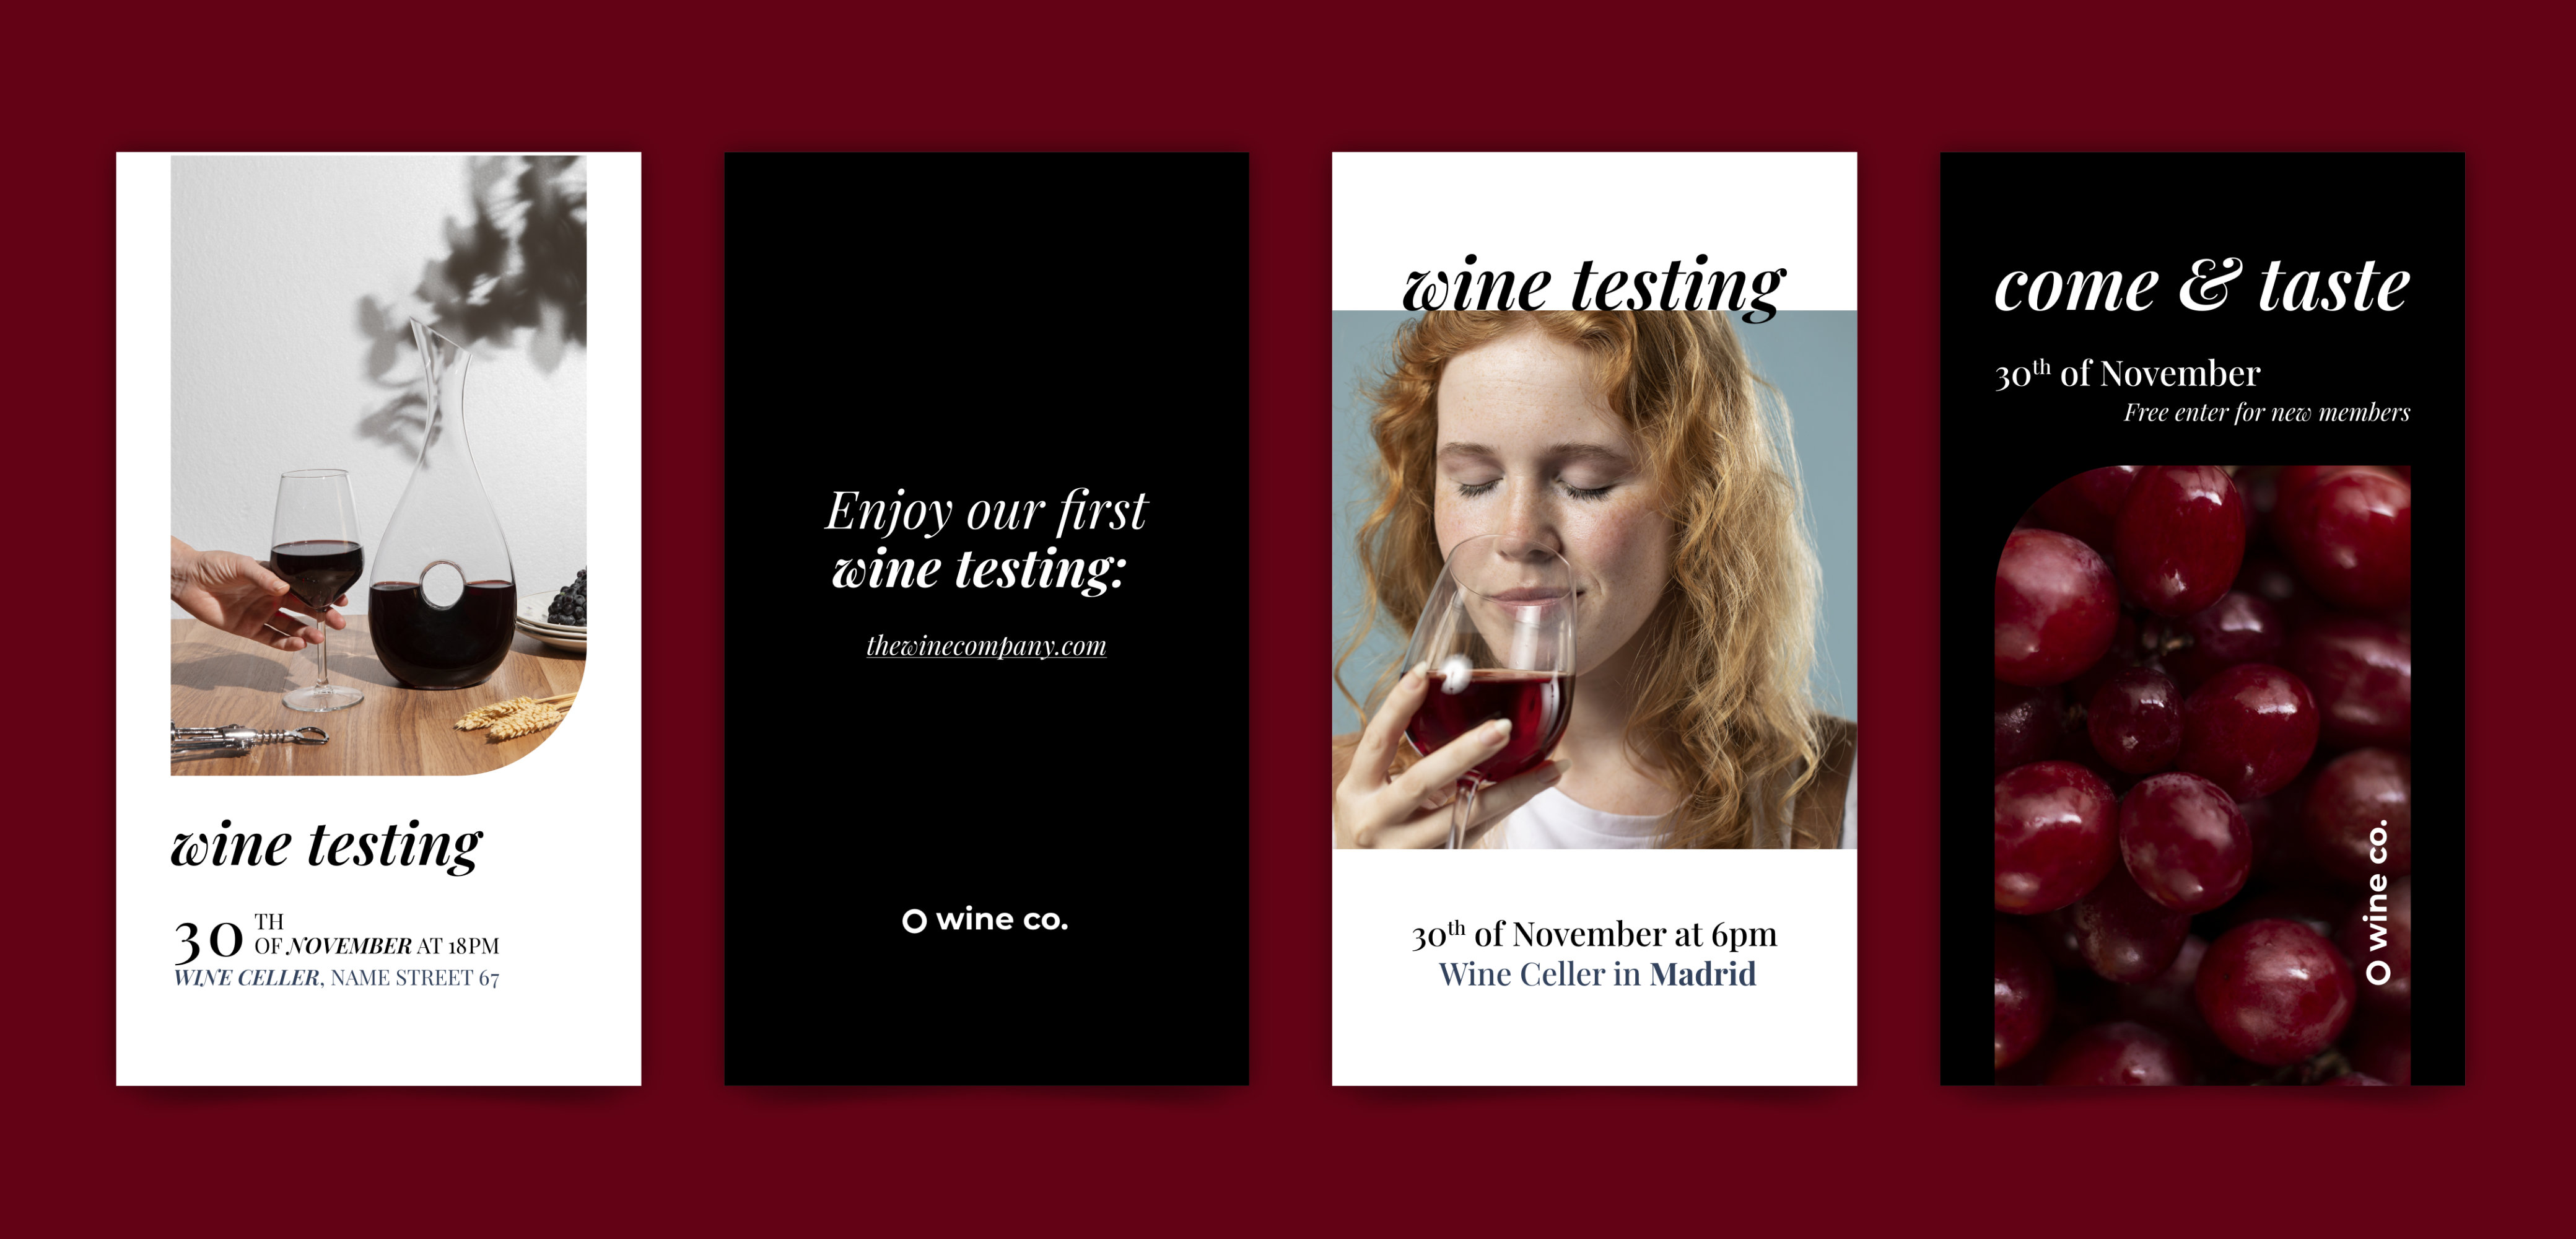 wine testing
30 TH
OF NOVEMBER AT 18PM
WINE CELLER, NAME STREET 67
Enjoy our first
wine testing:
thewinecompany.com
wine co.
wine testing
30th of November at 6pm
Wine Celler in Madrid
come & taste
30th of November
Free enter for new members
wine co.